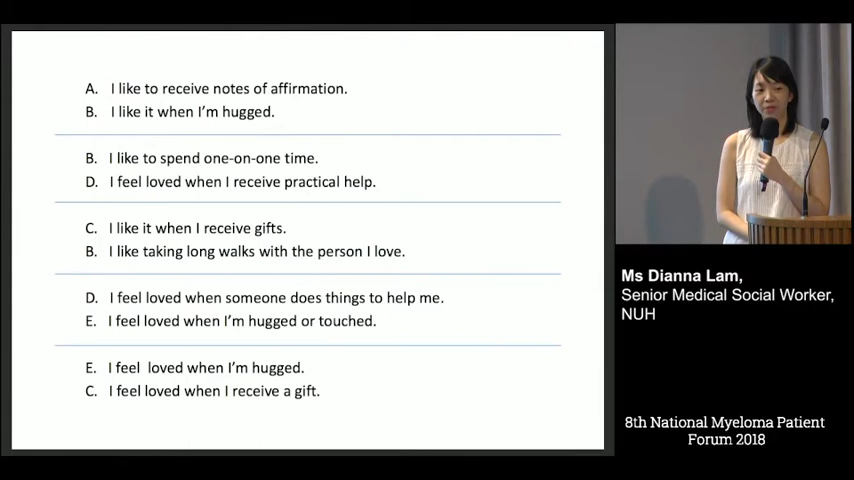 A. I like to receive notes of affirmation.
B. I like it when I'm hugged.
B. I like to spend one-on-one time.
D. I feel loved when I receive practical help.
C. I like it when I receive gifts.
B. I like taking long walks with the person I love.
D. I feel loved when someone does things to help me.
E. I feel loved when I'm hugged or touched.
E. I feel loved when I'm hugged.
C. I feel loved when I receive a gift.
Ms Dianna Lam,
Senior Medical Social Worker,
NUH
8th National Myeloma Patient
Forum 2018